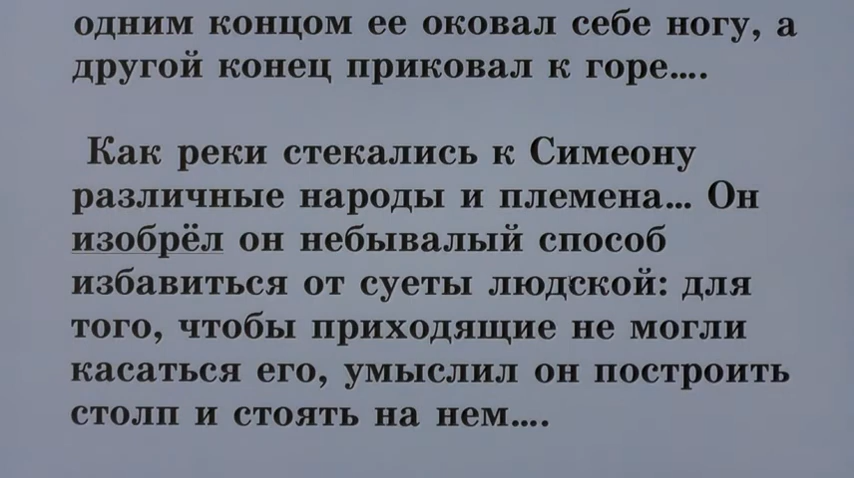 одним концом ее оковал себе ногу, а
другой конец приковал к горе….
Как реки стекались к Симеону
различные народы и племена… Он
изобрёл он небывалый способ
избавиться от суеты людской: для
того, чтобы приходящие не могли
касаться его, умыслил он построить
столп и стоять на нем….